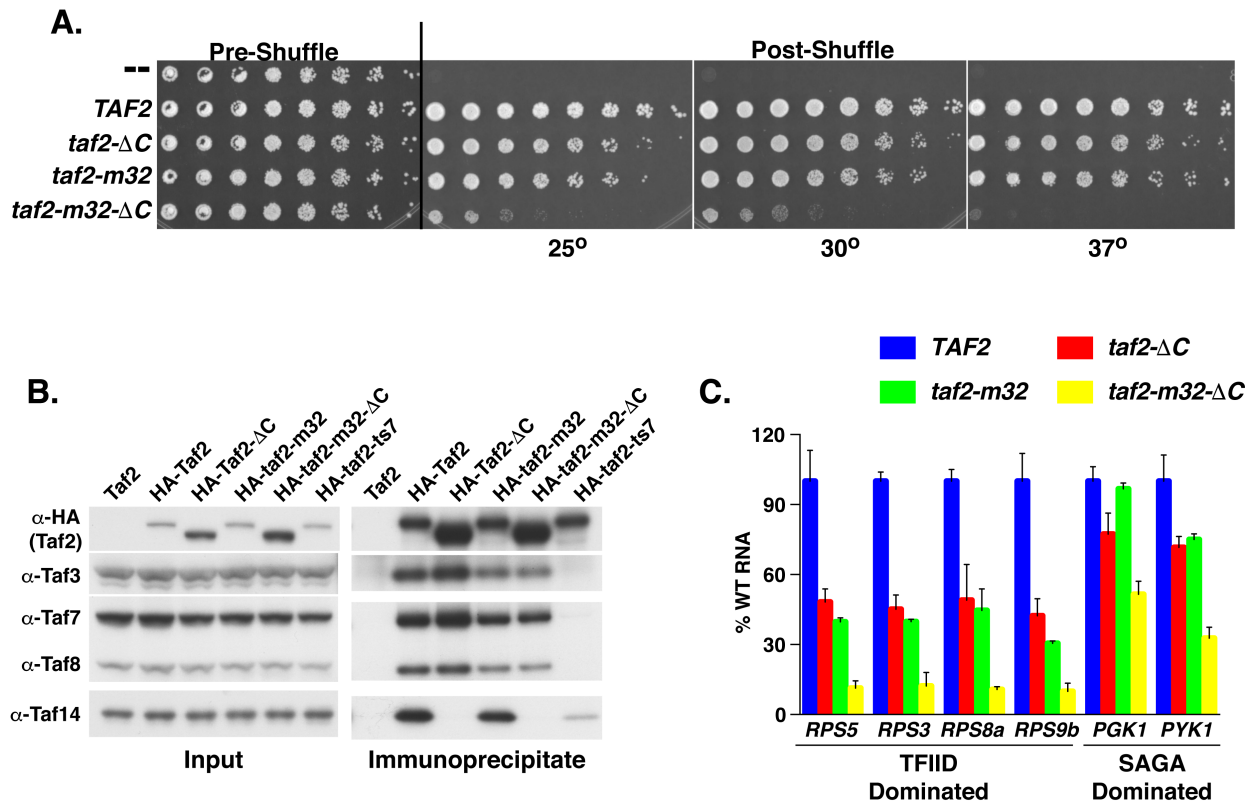 A.
Pre-Shuffle
Post-Shuffle
--
TAF2
taf2-ΔC
taf2-m32
taf2-m32-ΔC
25º
30º
37º
B.
Taf2
HA-Taf2
HA-Taf2-ΔC
HA-taf2-m32
HA-taf2-m32-ΔC
HA-taf2-ts7
Taf2
HA-Taf2
HA-Taf2-ΔC
HA-taf2-m32
HA-taf2-m32-ΔC
HA-taf2-ts7
α-HA
(Taf2)
α-Taf3
α-Taf7
α-Taf8
α-Taf14
Input
Immunoprecipitate
C.
TAF2
taf2-ΔC
taf2-m32
taf2-m32-ΔC
% WT RNA
120
90
60
30
0
RPS5 RPS3 RPS8a RPS9b PGK1 PYK1
TFIID
Dominated
SAGA
Dominated